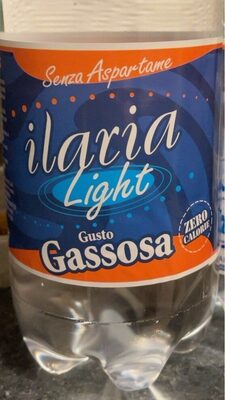 Senza Aspartame
ilaria
Light
Gusto
Gassosa
ZERO
CALORIE